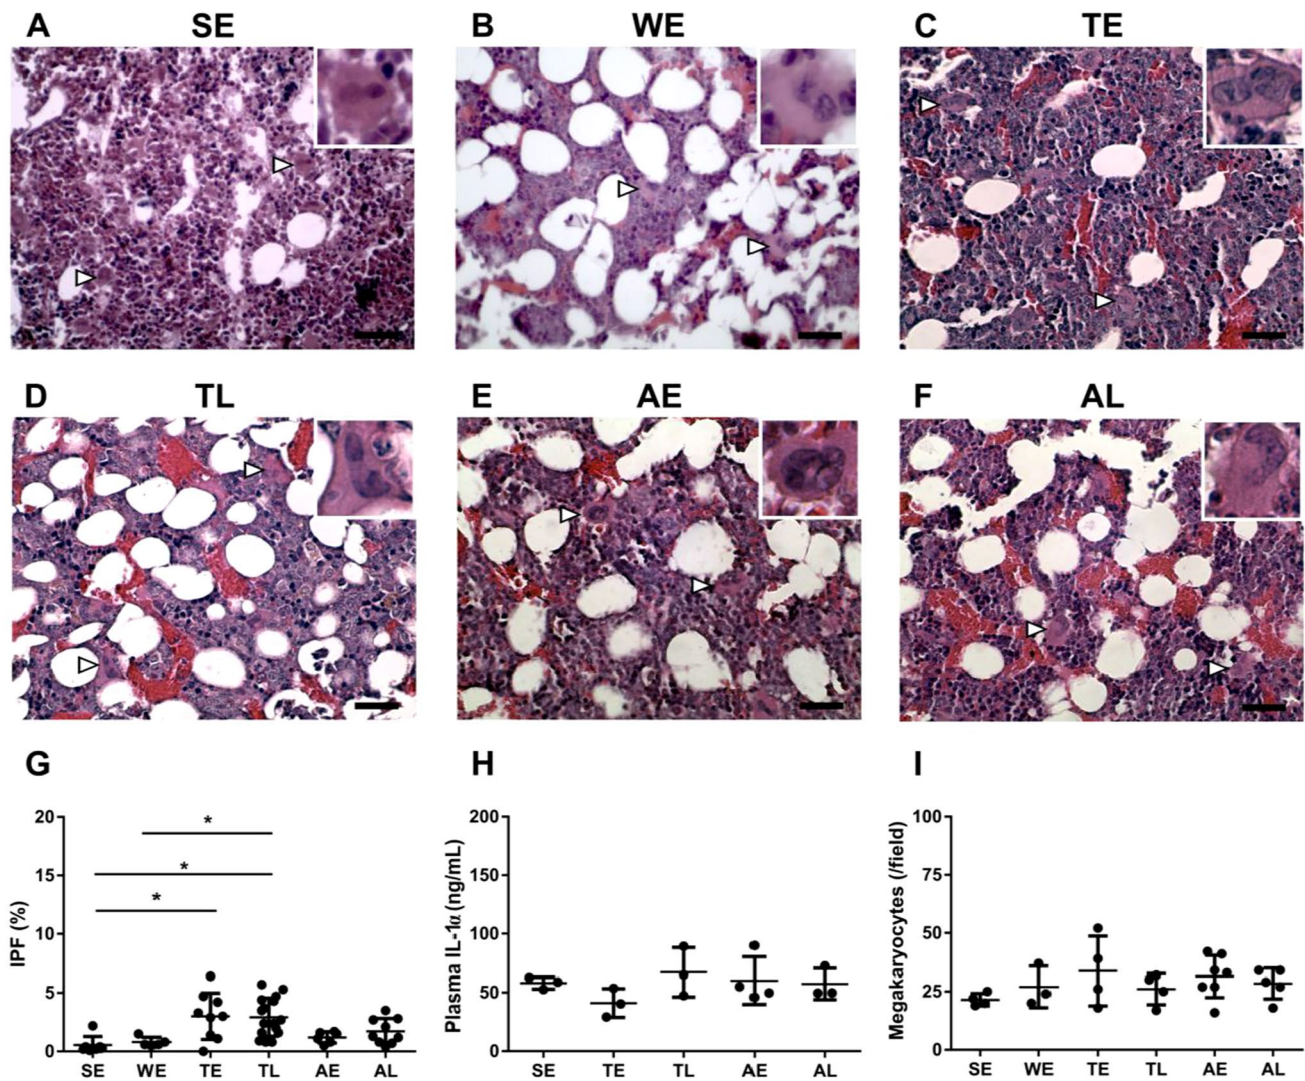 A SE
B WE
C TE
D TL
E AE
F AL
G
H
I
IPF (%)
20
15
10
5
0
*
*
*
SE WE TE TL AE AL
Plasma IL-1α (ng/mL)
200
150
100
50
0
SE TE TL AE AL
Megakaryocytes (/field)
100
75
50
25
0
SE WE TE TL AE AL